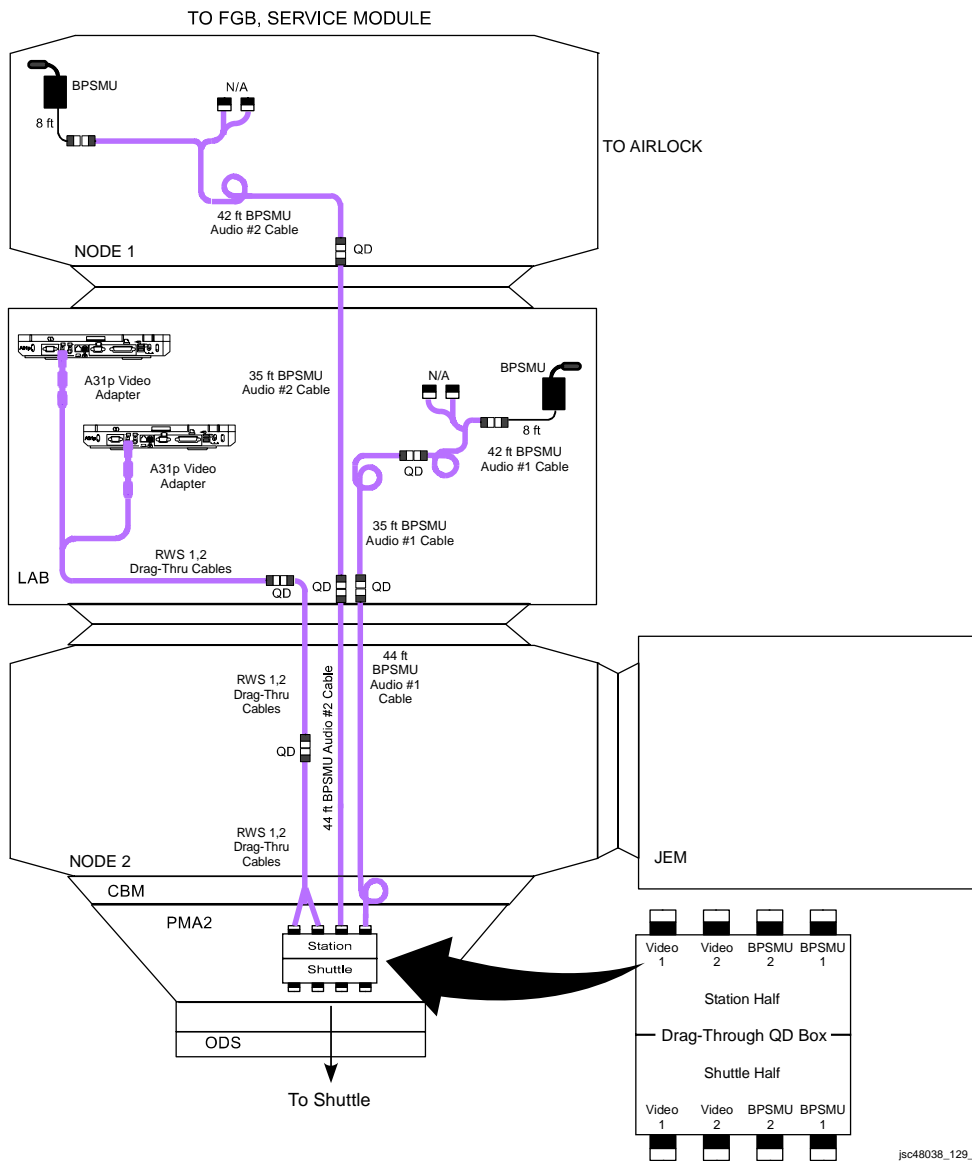 TO FGB, SERVICE MODULE
BPSMU
N/A
8 ft
TO AIRLOCK
42 ft BPSMU
Audio #2 Cable
QD
NODE 1
A31p Video
Adapter
35 ft BPSMU
Audio #2 Cable
N/A
BPSMU
8 ft
A31p Video
Adapter
QD
42 ft BPSMU
Audio #1 Cable
35 ft BPSMU
Audio #1 Cable
RWS 1,2
Drag-Thru Cables
LAB
QD
QD
QD
44 ft
BPSMU
Audio #1
Cable
RWS 1,2
Drag-Thru
Cables
44 ft BPSMU Audio #2 Cable
QD
RWS 1,2
Drag-Thru
Cables
NODE 2
JEM
CBM
PMA2
Station
Shuttle
Video
1
Video
2
BPSMU
2
BPSMU
1
Station Half
Drag-Through QD Box
Shuttle Half
Video
1
Video
2
BPSMU
2
BPSMU
1
ODS
To Shuttle
jsc48038_129_